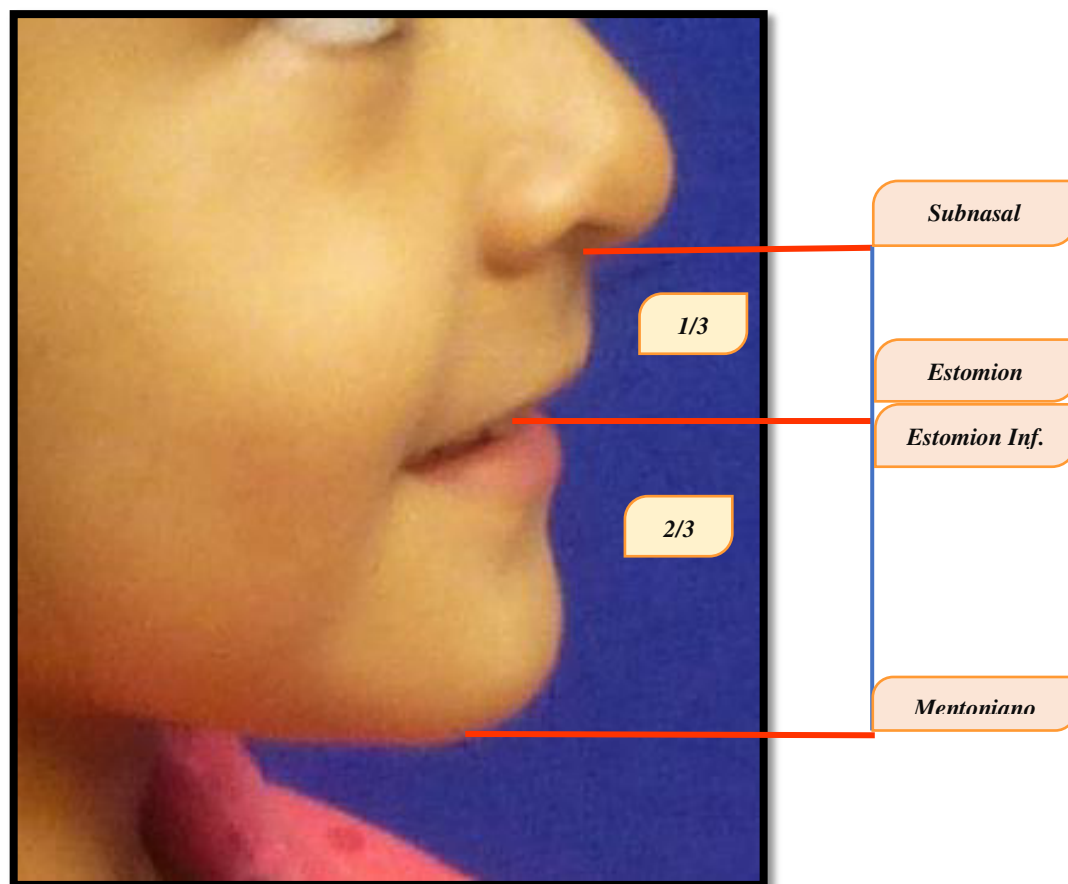 Subnasal
1/3
Estomion
Estomion Inf.
2/3
Mentoniano